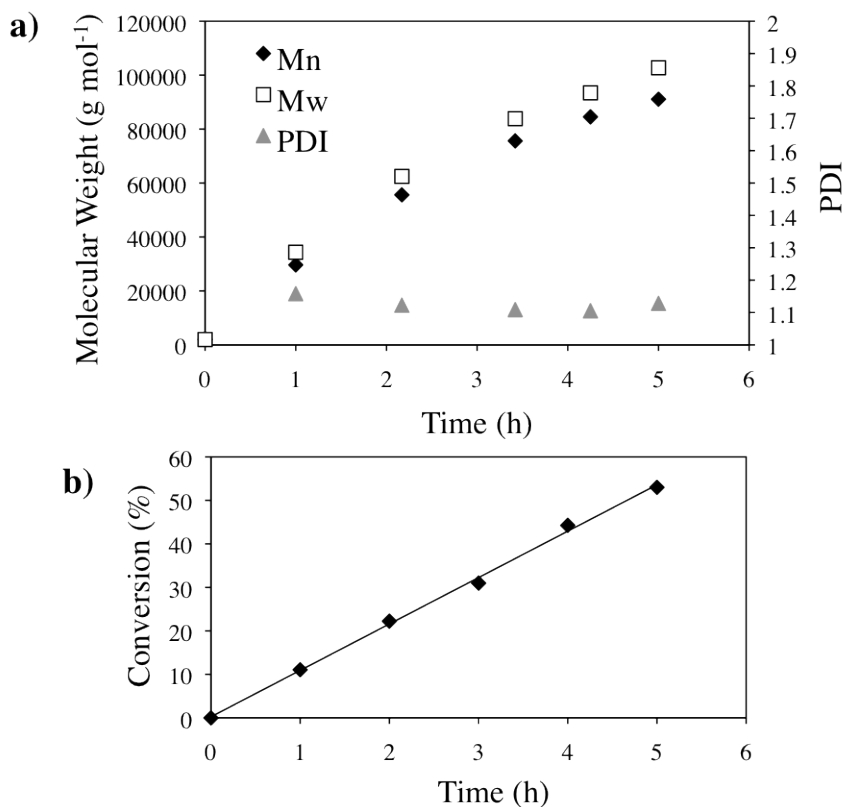 a)
Molecular Weight (g mol-1)
120000
100000
80000
60000
40000
20000
0
Mn
Mw
PDI
2
1.9
1.8
1.7
1.6
1.5
1.4
1.3
1.2
1.1
1
PDI
0 1 2 3 4 5 6
Time (h)
b)
Conversion (%)
60
50
40
30
20
10
0
0 1 2 3 4 5 6
Time (h)